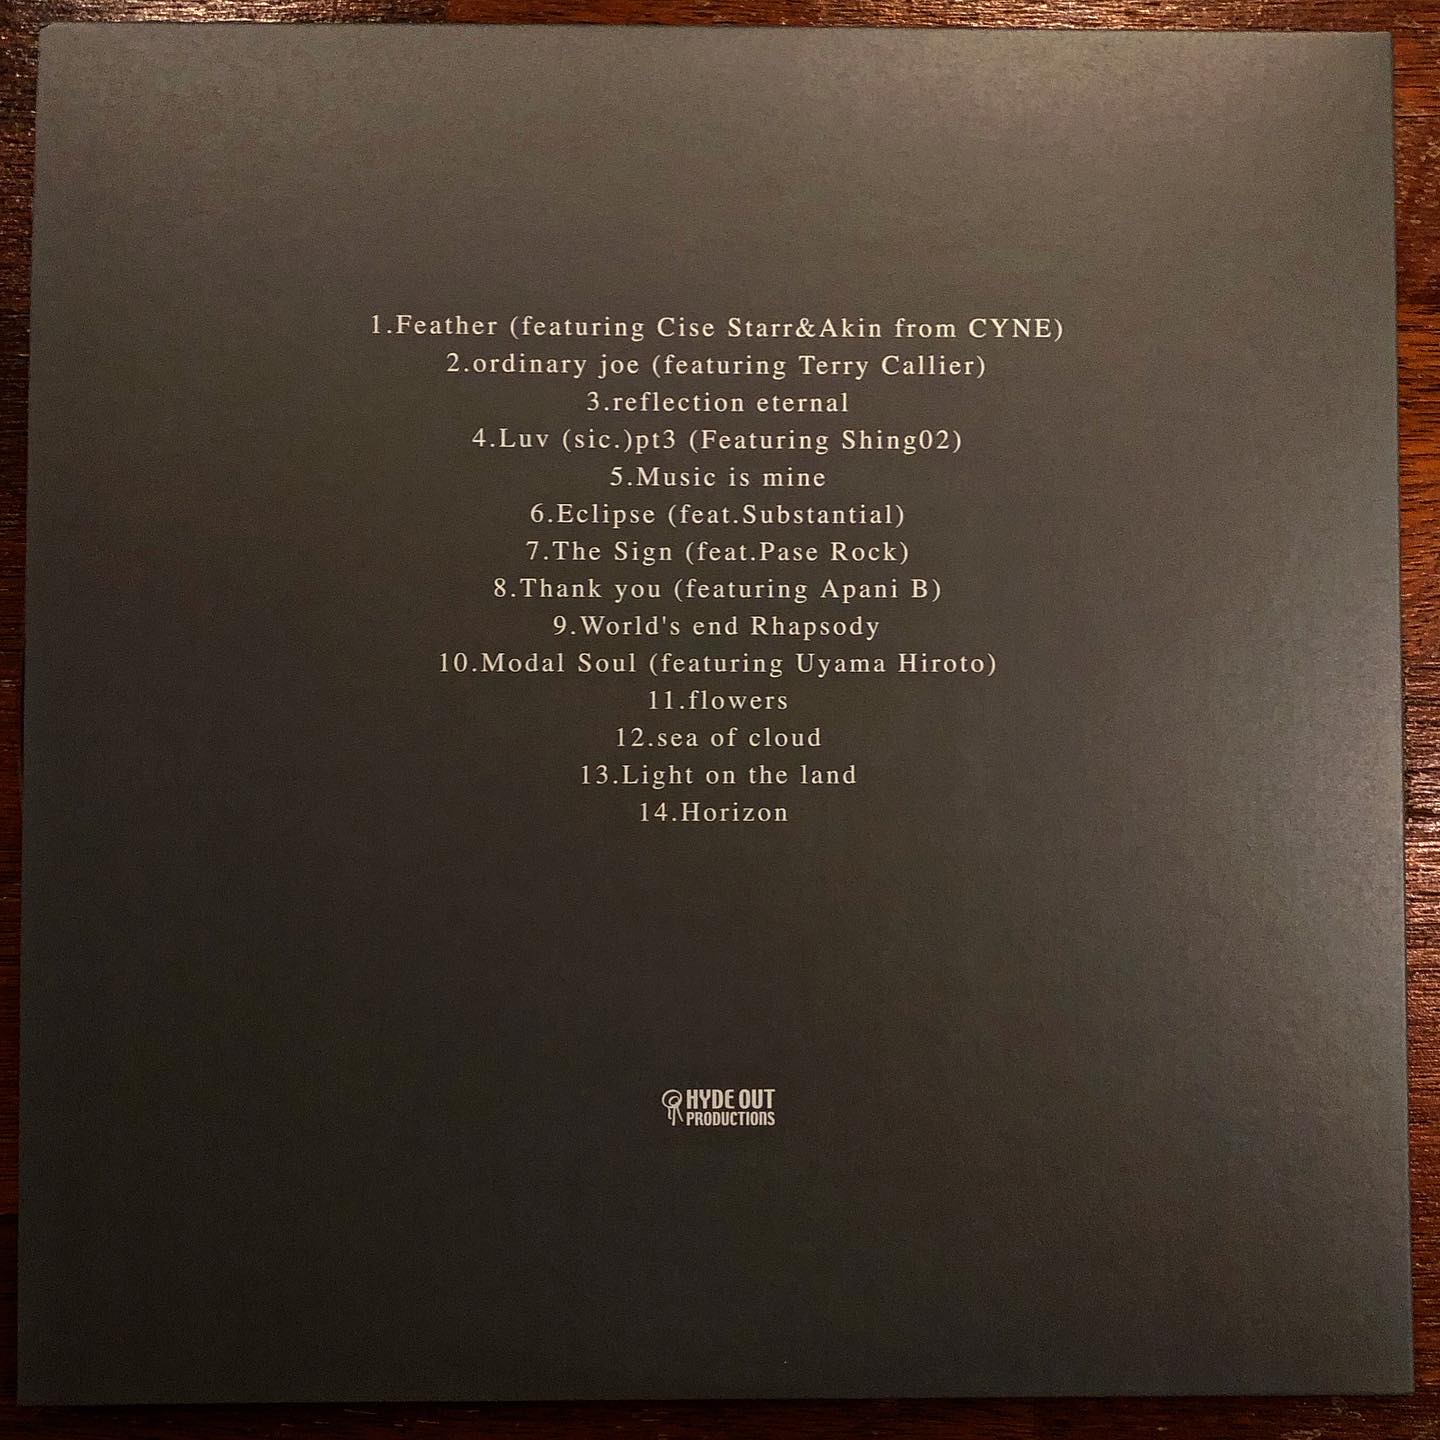 1.Feather (featuring Cise Starr&Akin from CYNE)
2.ordinary joe (featuring Terry Callier)
3.reflection eternal
4.Luv (sic.)pt3 (Featuring Shing02)
5.Music is mine
6.Eclipse (feat.Substantial)
7.The Sign (feat.Pase Rock)
8.Thank you (featuring Apani B)
9.World's end Rhapsody
10.Modal Soul (featuring Uyama Hiroto)
11.flowers
12.sea of cloud
13.Light on the land
14.Horizon
HYDE OUT
PRODUCTIONS